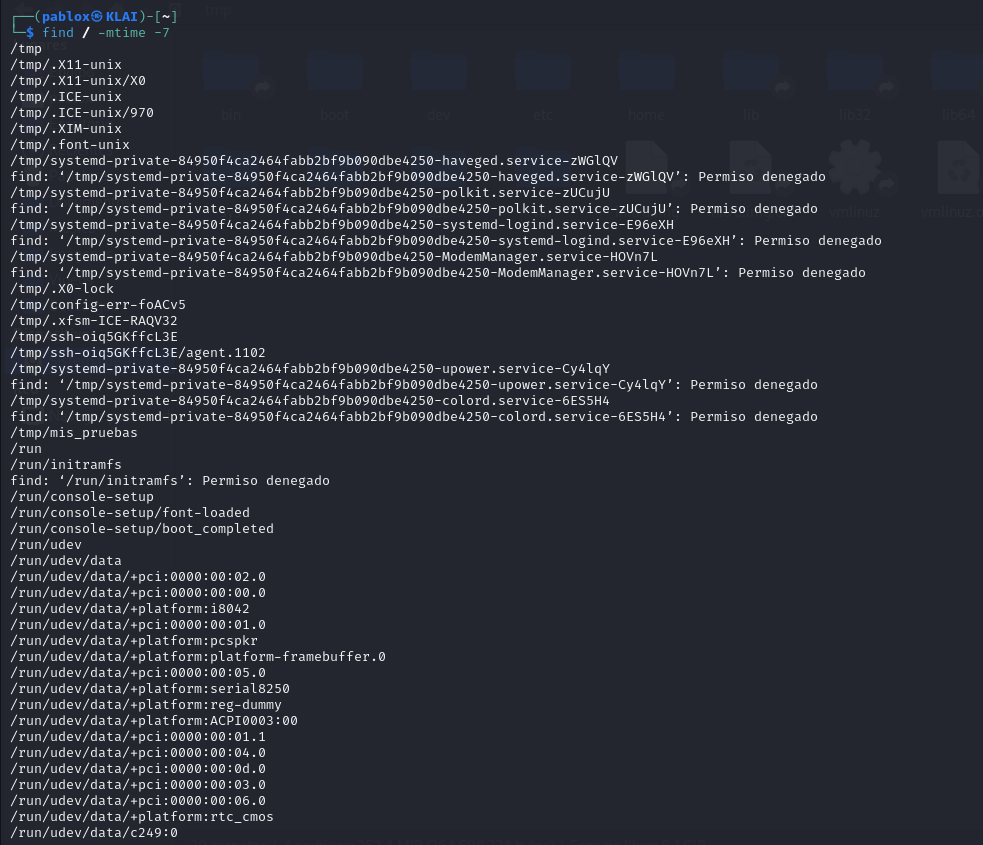 ┌──(pablox㉿KLAI)-[~]
└─$ find / -mtime -7
/tmp
/tmp/.X11-unix
/tmp/.X11-unix/X0
/tmp/.ICE-unix
/tmp/.ICE-unix/970
/tmp/.XIM-unix
/tmp/.font-unix
/tmp/systemd-private-84950f4ca2464fabb2bf9b090dbe4250-haveged.service-zWGlQV
find: ‘/tmp/systemd-private-84950f4ca2464fabb2bf9b090dbe4250-haveged.service-zWGlQV’: Permiso denegado
/tmp/systemd-private-84950f4ca2464fabb2bf9b090dbe4250-polkit.service-zUCujU
find: ‘/tmp/systemd-private-84950f4ca2464fabb2bf9b090dbe4250-polkit.service-zUCujU’: Permiso denegado
/tmp/systemd-private-84950f4ca2464fabb2bf9b090dbe4250-systemd-logind.service-E96eXH
find: ‘/tmp/systemd-private-84950f4ca2464fabb2bf9b090dbe4250-systemd-logind.service-E96eXH’: Permiso denegado
/tmp/systemd-private-84950f4ca2464fabb2bf9b090dbe4250-ModemManager.service-HOVn7L
find: ‘/tmp/systemd-private-84950f4ca2464fabb2bf9b090dbe4250-ModemManager.service-HOVn7L’: Permiso denegado
/tmp/.X0-lock
/tmp/config-err-foACv5
/tmp/.xfsm-ICE-RAQV32
/tmp/ssh-oiq5GKffcL3E
/tmp/ssh-oiq5GKffcL3E/agent.1102
/tmp/systemd-private-84950f4ca2464fabb2bf9b090dbe4250-upower.service-Cy4lqY
find: ‘/tmp/systemd-private-84950f4ca2464fabb2bf9b090dbe4250-upower.service-Cy4lqY’: Permiso denegado
/tmp/systemd-private-84950f4ca2464fabb2bf9b090dbe4250-colord.service-6ES5H4
find: ‘/tmp/systemd-private-84950f4ca2464fabb2bf9b090dbe4250-colord.service-6ES5H4’: Permiso denegado
/tmp/mis_pruebas
/run
/run/initramfs
find: ‘/run/initramfs’: Permiso denegado
/run/console-setup
/run/console-setup/font-loaded
/run/console-setup/boot_completed
/run/udev
/run/udev/data
/run/udev/data/+pci:0000:00:02.0
/run/udev/data/+pci:0000:00:00.0
/run/udev/data/+platform:i8042
/run/udev/data/+pci:0000:00:01.0
/run/udev/data/+platform:pcspkr
/run/udev/data/+platform:platform-framebuffer.0
/run/udev/data/+pci:0000:00:05.0
/run/udev/data/+platform:serial8250
/run/udev/data/+platform:reg-dummy
/run/udev/data/+platform:ACPI0003:00
/run/udev/data/+pci:0000:00:01.1
/run/udev/data/+pci:0000:00:04.0
/run/udev/data/+pci:0000:00:0d.0
/run/udev/data/+pci:0000:00:03.0
/run/udev/data/+pci:0000:00:06.0
/run/udev/data/+platform:rtc_cmos
/run/udev/data/c249:0
bin boot dev etc home lib lib32 lib64
vmlinuz